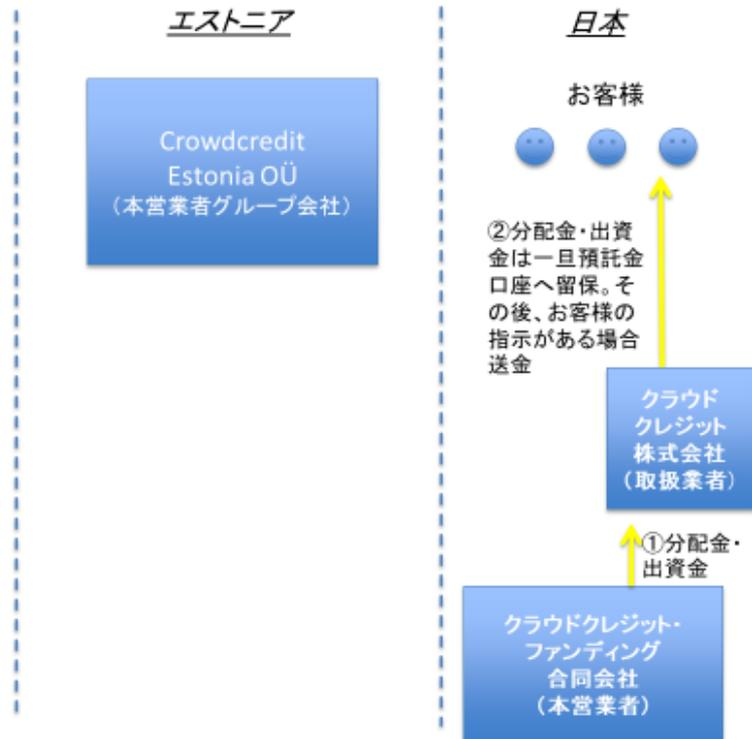 エストニア
Crowdcredit
Estonia OÜ
（本営業者グループ会社）
日本
お客様
②分配金・出資
金は一旦預託金
口座へ留保。そ
の後、お客様の
指示がある場合
送金
クラウド
クレジット
株式会社
（取扱業者）
①分配金・
出資金
クラウドクレジット・
ファンディング
合同会社
（本営業者）